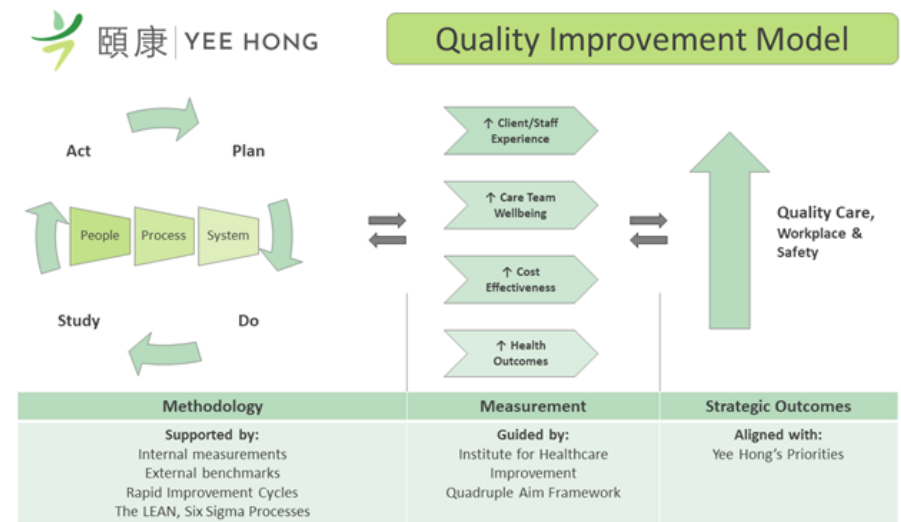 頤康 | YEE HONG
Quality Improvement Model
Act
Plan
People
Process
System
Study
Do
↑ Client/Staff
Experience
↑ Care Team
Wellbeing
↑ Cost
Effectiveness
↑ Health
Outcomes
Quality Care,
Workplace &
Safety
Methodology
Supported by:
Internal measurements
External benchmarks
Rapid Improvement Cycles
The LEAN, Six Sigma Processes
Measurement
Guided by:
Institute for Healthcare
Improvement
Quadruple Aim Framework
Strategic Outcomes
Aligned with:
Yee Hong's Priorities